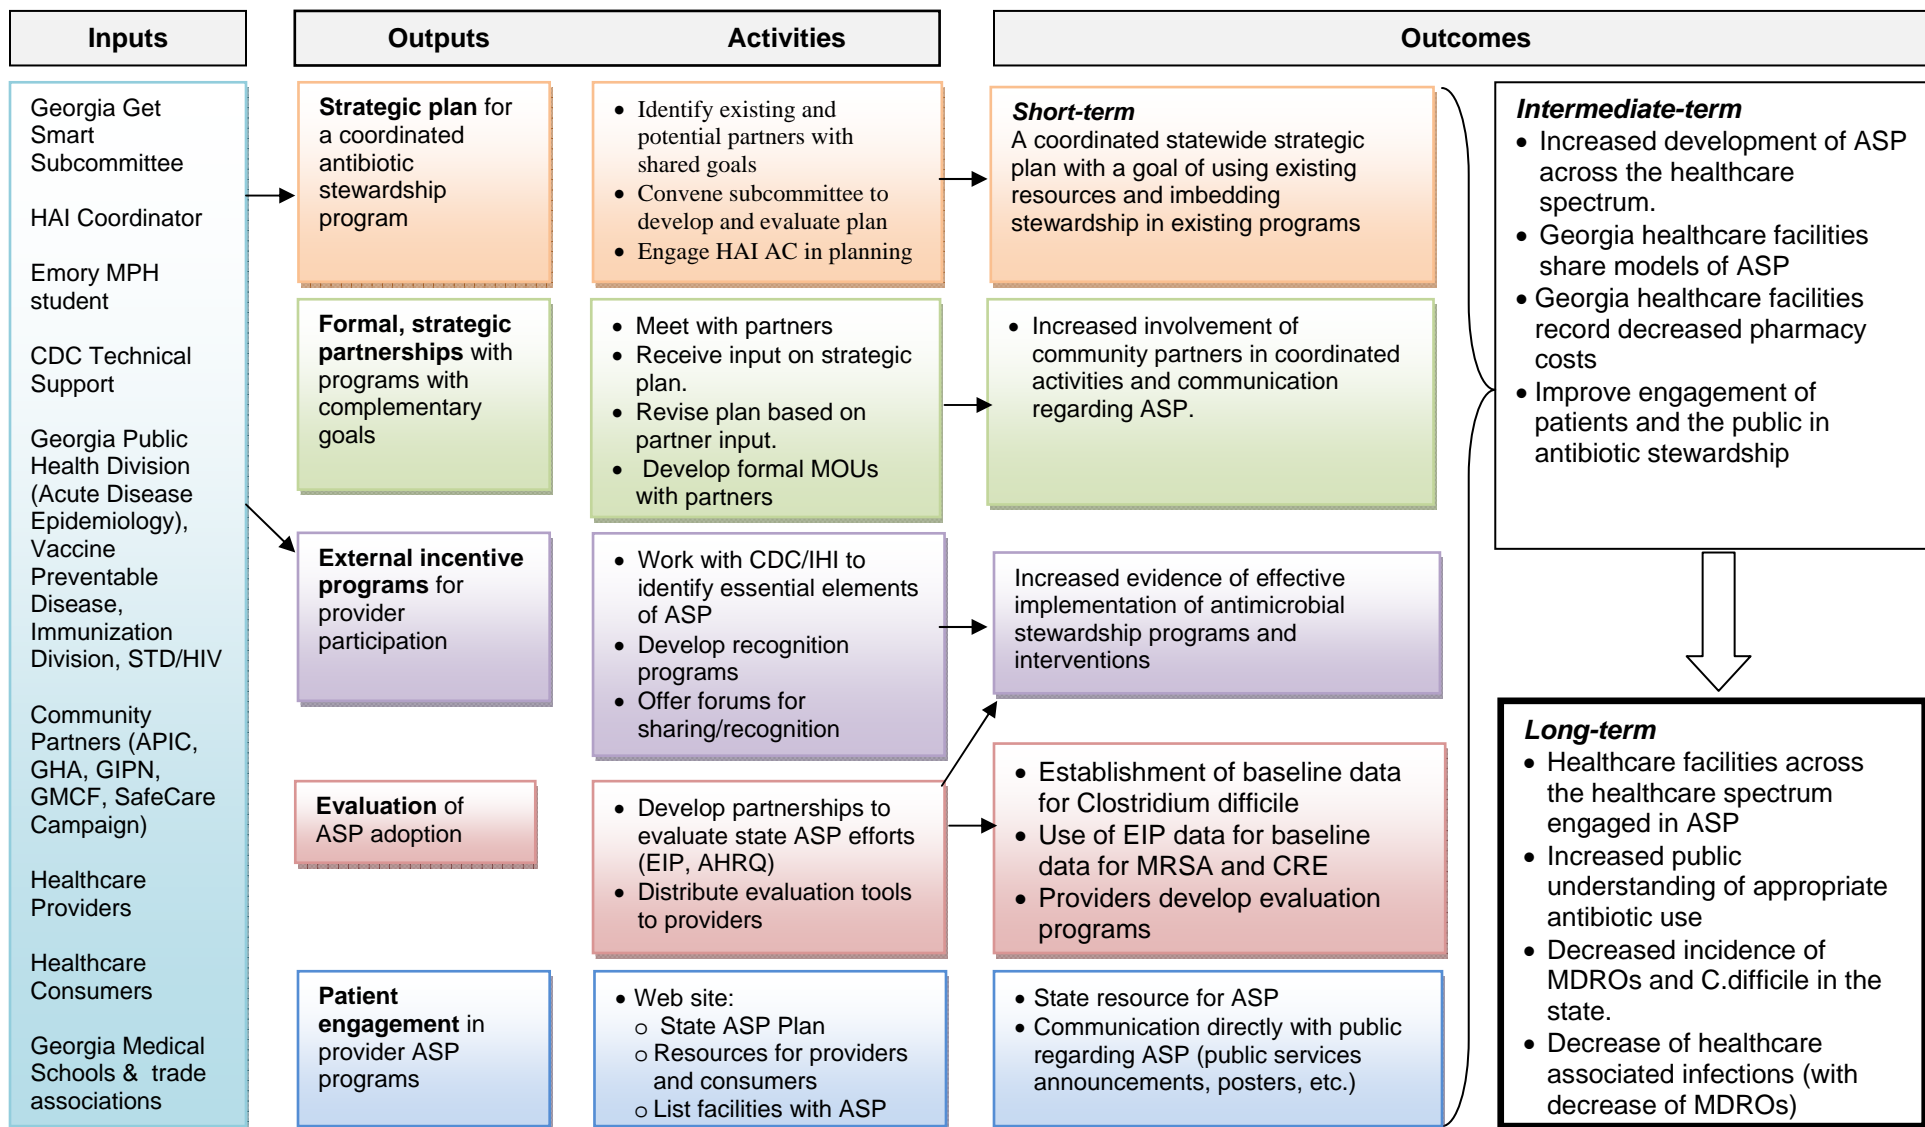 Inputs
Outputs
Activities
Outcomes
Georgia Get
Smart
Subcommittee
HAI Coordinator
Emory MPH
student
CDC Technical
Support
Georgia Public
Health Division
(Acute Disease
Epidemiology),
Vaccine
Preventable
Disease,
Immunization
Division, STD/HIV
Community
Partners (APIC,
GHA, GIPN,
GMCF, SafeCare
Campaign)
Healthcare
Providers
Healthcare
Consumers
Georgia Medical
Schools & trade
associations
Strategic plan for
a coordinated
antibiotic
stewardship
program
• Identify existing and
potential partners with
shared goals
• Convene subcommittee to
develop and evaluate plan
• Engage HAI AC in planning
Short-term
A coordinated statewide strategic
plan with a goal of using existing
resources and imbedding
stewardship in existing programs
Formal, strategic
partnerships with
programs with
complementary
goals
• Meet with partners
• Receive input on strategic
plan.
• Revise plan based on
partner input.
• Develop formal MOUs
with partners
• Increased involvement of
community partners in coordinated
activities and communication
regarding ASP.
External incentive
programs for
provider
participation
• Work with CDC/IHI to
identify essential elements
of ASP
• Develop recognition
programs
• Offer forums for
sharing/recognition
Increased evidence of effective
implementation of antimicrobial
stewardship programs and
interventions
Evaluation of
ASP adoption
• Develop partnerships to
evaluate state ASP efforts
(EIP, AHRQ)
• Distribute evaluation tools
to providers
• Establishment of baseline data
for Clostridium difficile
• Use of EIP data for baseline
data for MRSA and CRE
• Providers develop evaluation
programs
Patient
engagement in
provider ASP
programs
• Web site:
o State ASP Plan
o Resources for providers
and consumers
o List facilities with ASP
• State resource for ASP
• Communication directly with public
regarding ASP (public services
announcements, posters, etc.)
Intermediate-term
• Increased development of ASP
across the healthcare
spectrum.
• Georgia healthcare facilities
share models of ASP
• Georgia healthcare facilities
record decreased pharmacy
costs
• Improve engagement of
patients and the public in
antibiotic stewardship
Long-term
• Healthcare facilities across
the healthcare spectrum
engaged in ASP
• Increased public
understanding of appropriate
antibiotic use
• Decreased incidence of
MDROs and C.difficile in the
state.
• Decrease of healthcare
associated infections (with
decrease of MDROs)